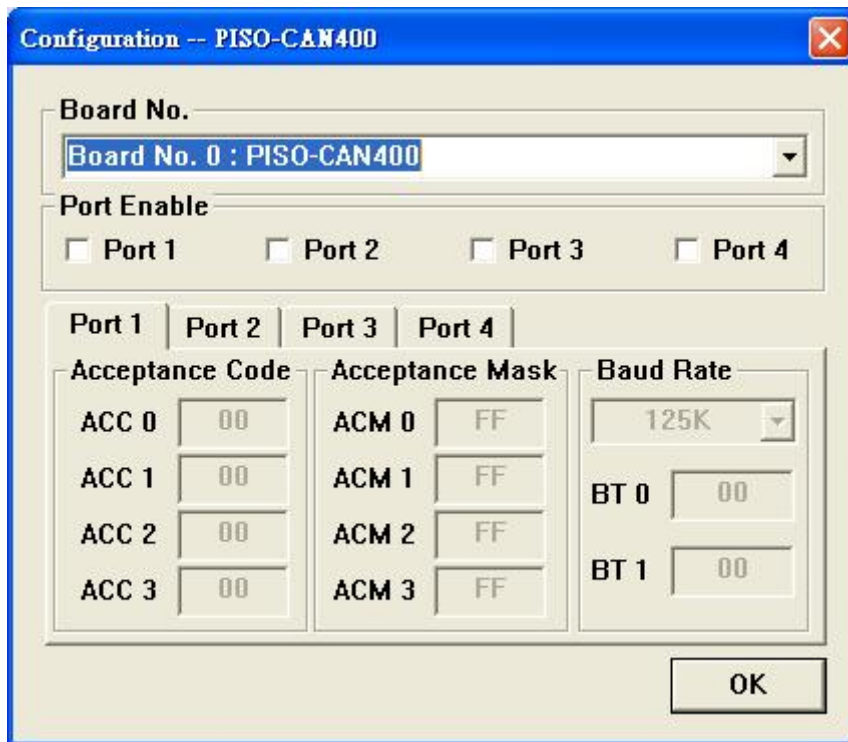 Configuration -- PISO-CAN400
Board No.
Board No. 0 : PISO-CAN400
Port Enable
Port 1 Port 2 Port 3 Port 4
Port 1 Port 2 Port 3 Port 4
Acceptance Code Acceptance Mask Baud Rate
ACC 0 00 ACM 0 FF 125K
ACC 1 00 ACM 1 FF BT 0 00
ACC 2 00 ACM 2 FF
ACC 3 00 ACM 3 FF BT 1 00
OK